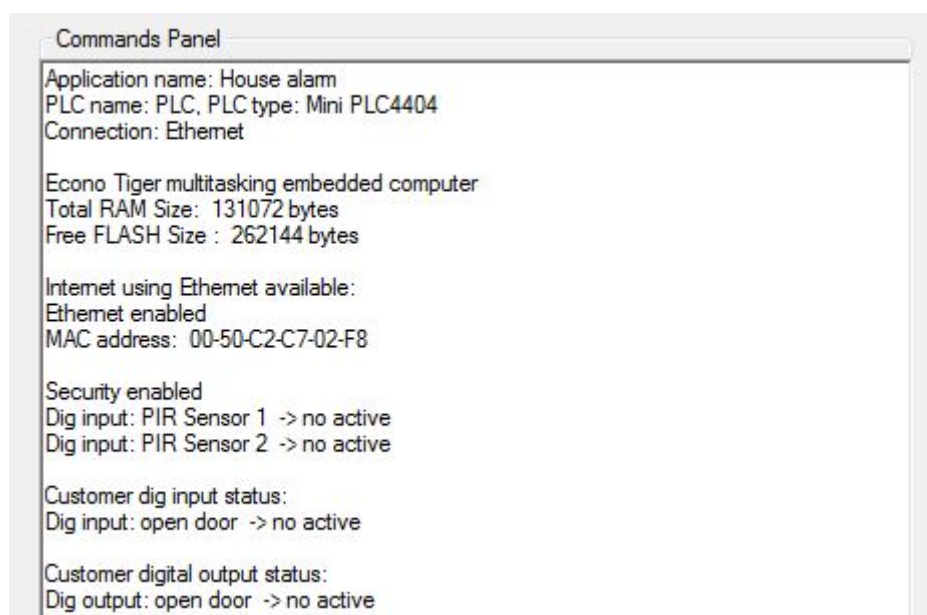 Commands Panel
Application name: House alarm
PLC name: PLC, PLC type: Mini PLC4404
Connection: Ethernet
Econo Tiger multitasking embedded computer
Total RAM Size:  131072 bytes
Free FLASH Size :  262144 bytes
Internet using Ethernet available:
Ethernet enabled
MAC address:  00-50-C2-C7-02-F8
Security enabled
Dig input: PIR Sensor 1  -> no active
Dig input: PIR Sensor 2  -> no active
Customer dig input status:
Dig input: open door  -> no active
Customer digital output status:
Dig output: open door  -> no active